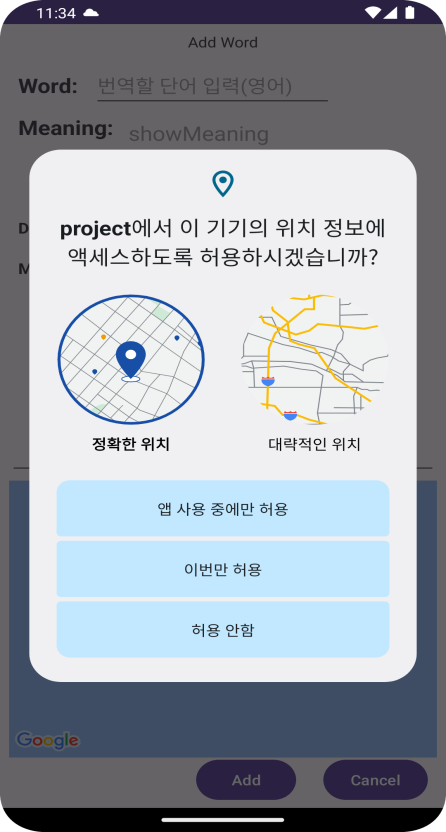 11:34
Add Word
Word: 번역할 단어 입력(영어)
Meaning: showMeaning
project에서 이 기기의 위치 정보에
액세스하도록 허용하시겠습니까?
D
M
정확한 위치 대략적인 위치
앱 사용 중에만 허용
이번만 허용
허용 안함
Google
Add Cancel